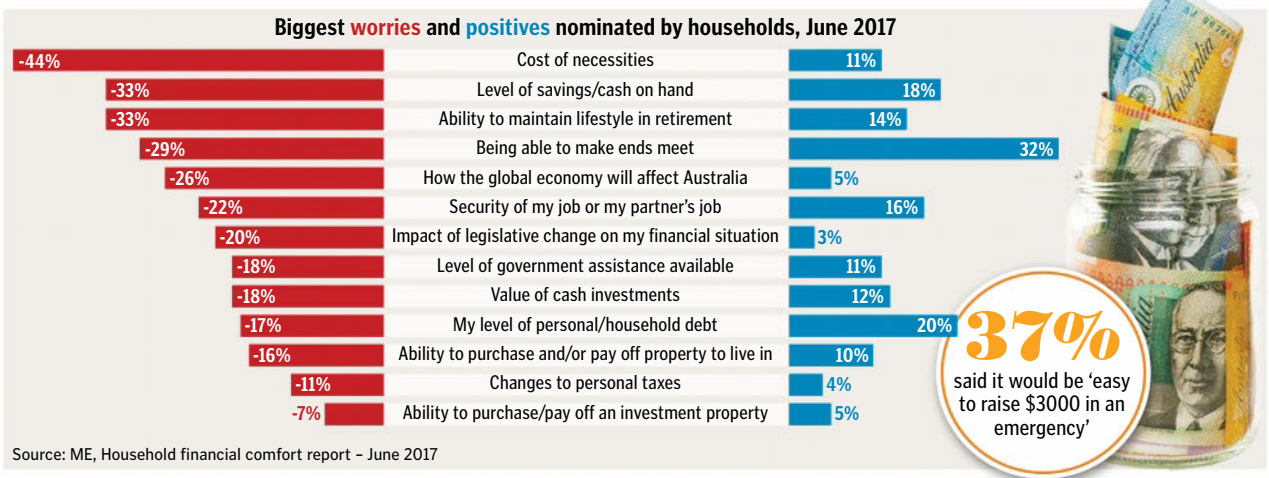 Biggest worries and positives nominated by households, June 2017
-44% Cost of necessities 11%
-33% Level of savings/cash on hand 18%
-33% Ability to maintain lifestyle in retirement 14%
-29% Being able to make ends meet 32%
-26% How the global economy will affect Australia 5%
-22% Security of my job or my partner's job 16%
-20% Impact of legislative change on my financial situation 3%
-18% Level of government assistance available 11%
-18% Value of cash investments 12%
-17% My level of personal/household debt 20%
-16% Ability to purchase and/or pay off property to live in 10%
-11% Changes to personal taxes 4%
-7% Ability to purchase/pay off an investment property 5%
37%
said it would be ‘easy
to raise $3000 in an
emergency’
Source: ME, Household financial comfort report – June 2017
Australia